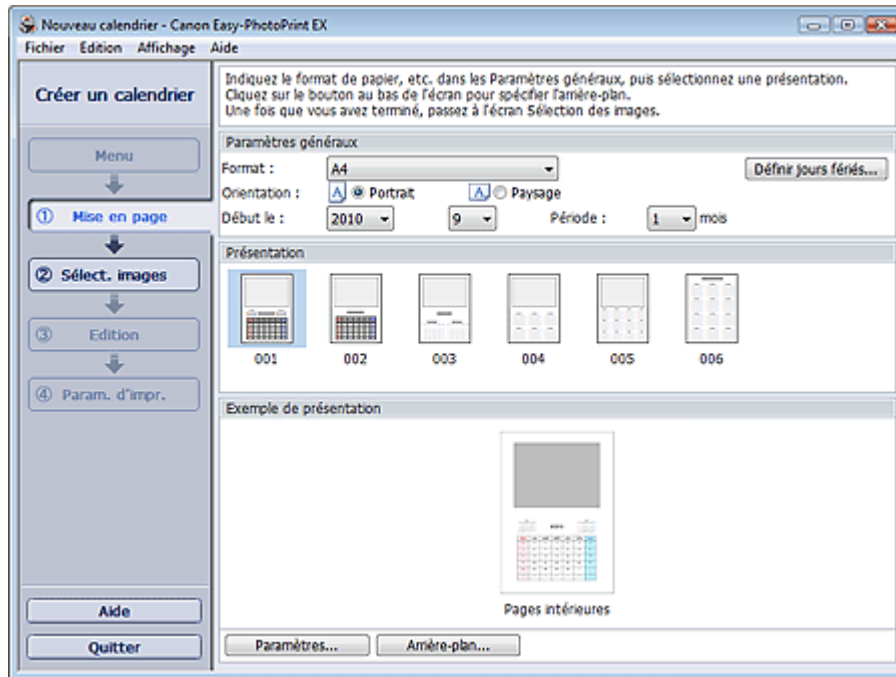 Nouveau calendrier - Canon Easy-PhotoPrint EX
Fichier Edition Affichage Aide
Créer un calendrier
Menu
① Mise en page
② Sélect. images
③ Edition
④ Param. d'impr.
Aide
Quitter
Indiquez le format de papier, etc. dans les Paramètres généraux, puis sélectionnez une présentation.
Cliquez sur le bouton au bas de l'écran pour spécifier l'arrière-plan.
Une fois que vous avez terminé, passez à l'écran Sélection des images.
Paramètres généraux
Format : A4 Définir jours fériés...
Orientation : A Portrait A Paysage
Début le : 2010 9 Période : 1 mois
Présentation
001 002 003 004 005 006
Exemple de présentation
Pages intérieures
Paramètres... Arrière-plan...